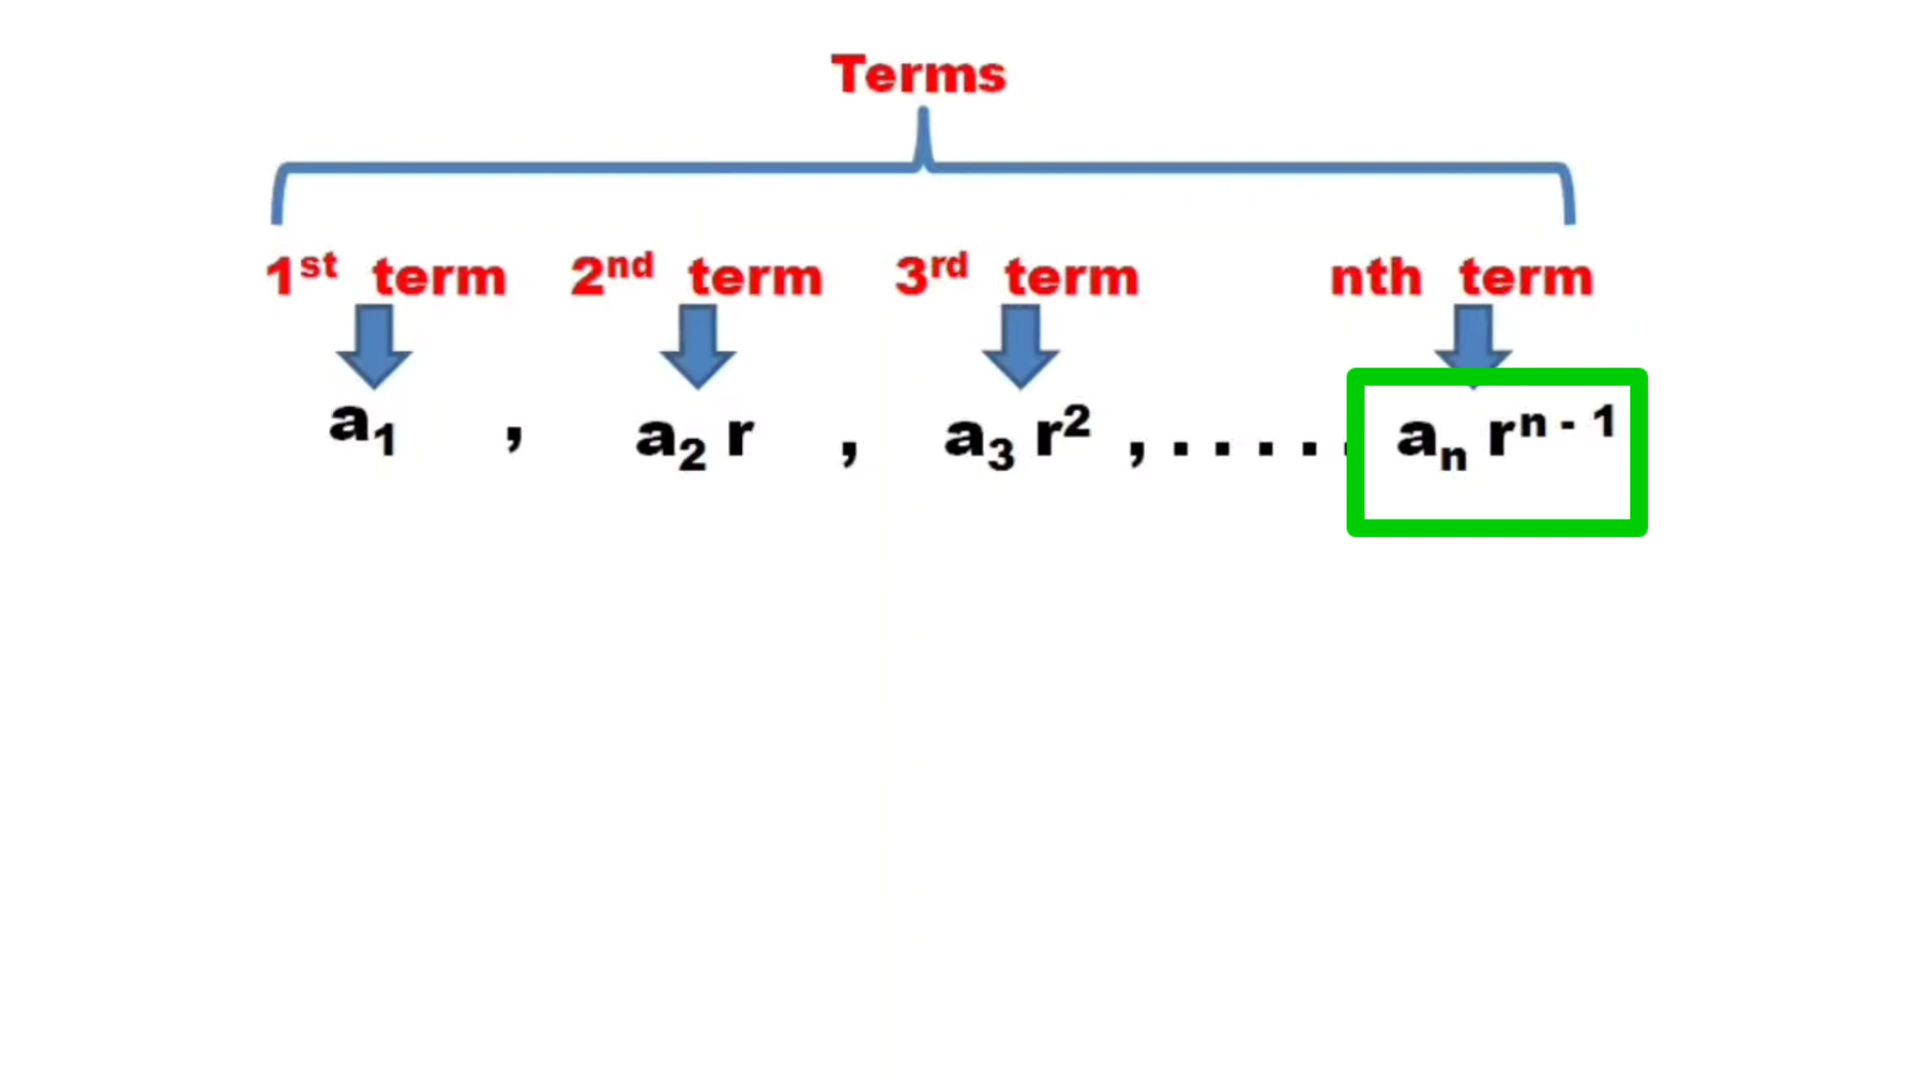 Terms
1st term 2nd term 3rd term nth term
a₁ , a₂ r , a₃ r² , . . . . . aₙ rⁿ⁻¹